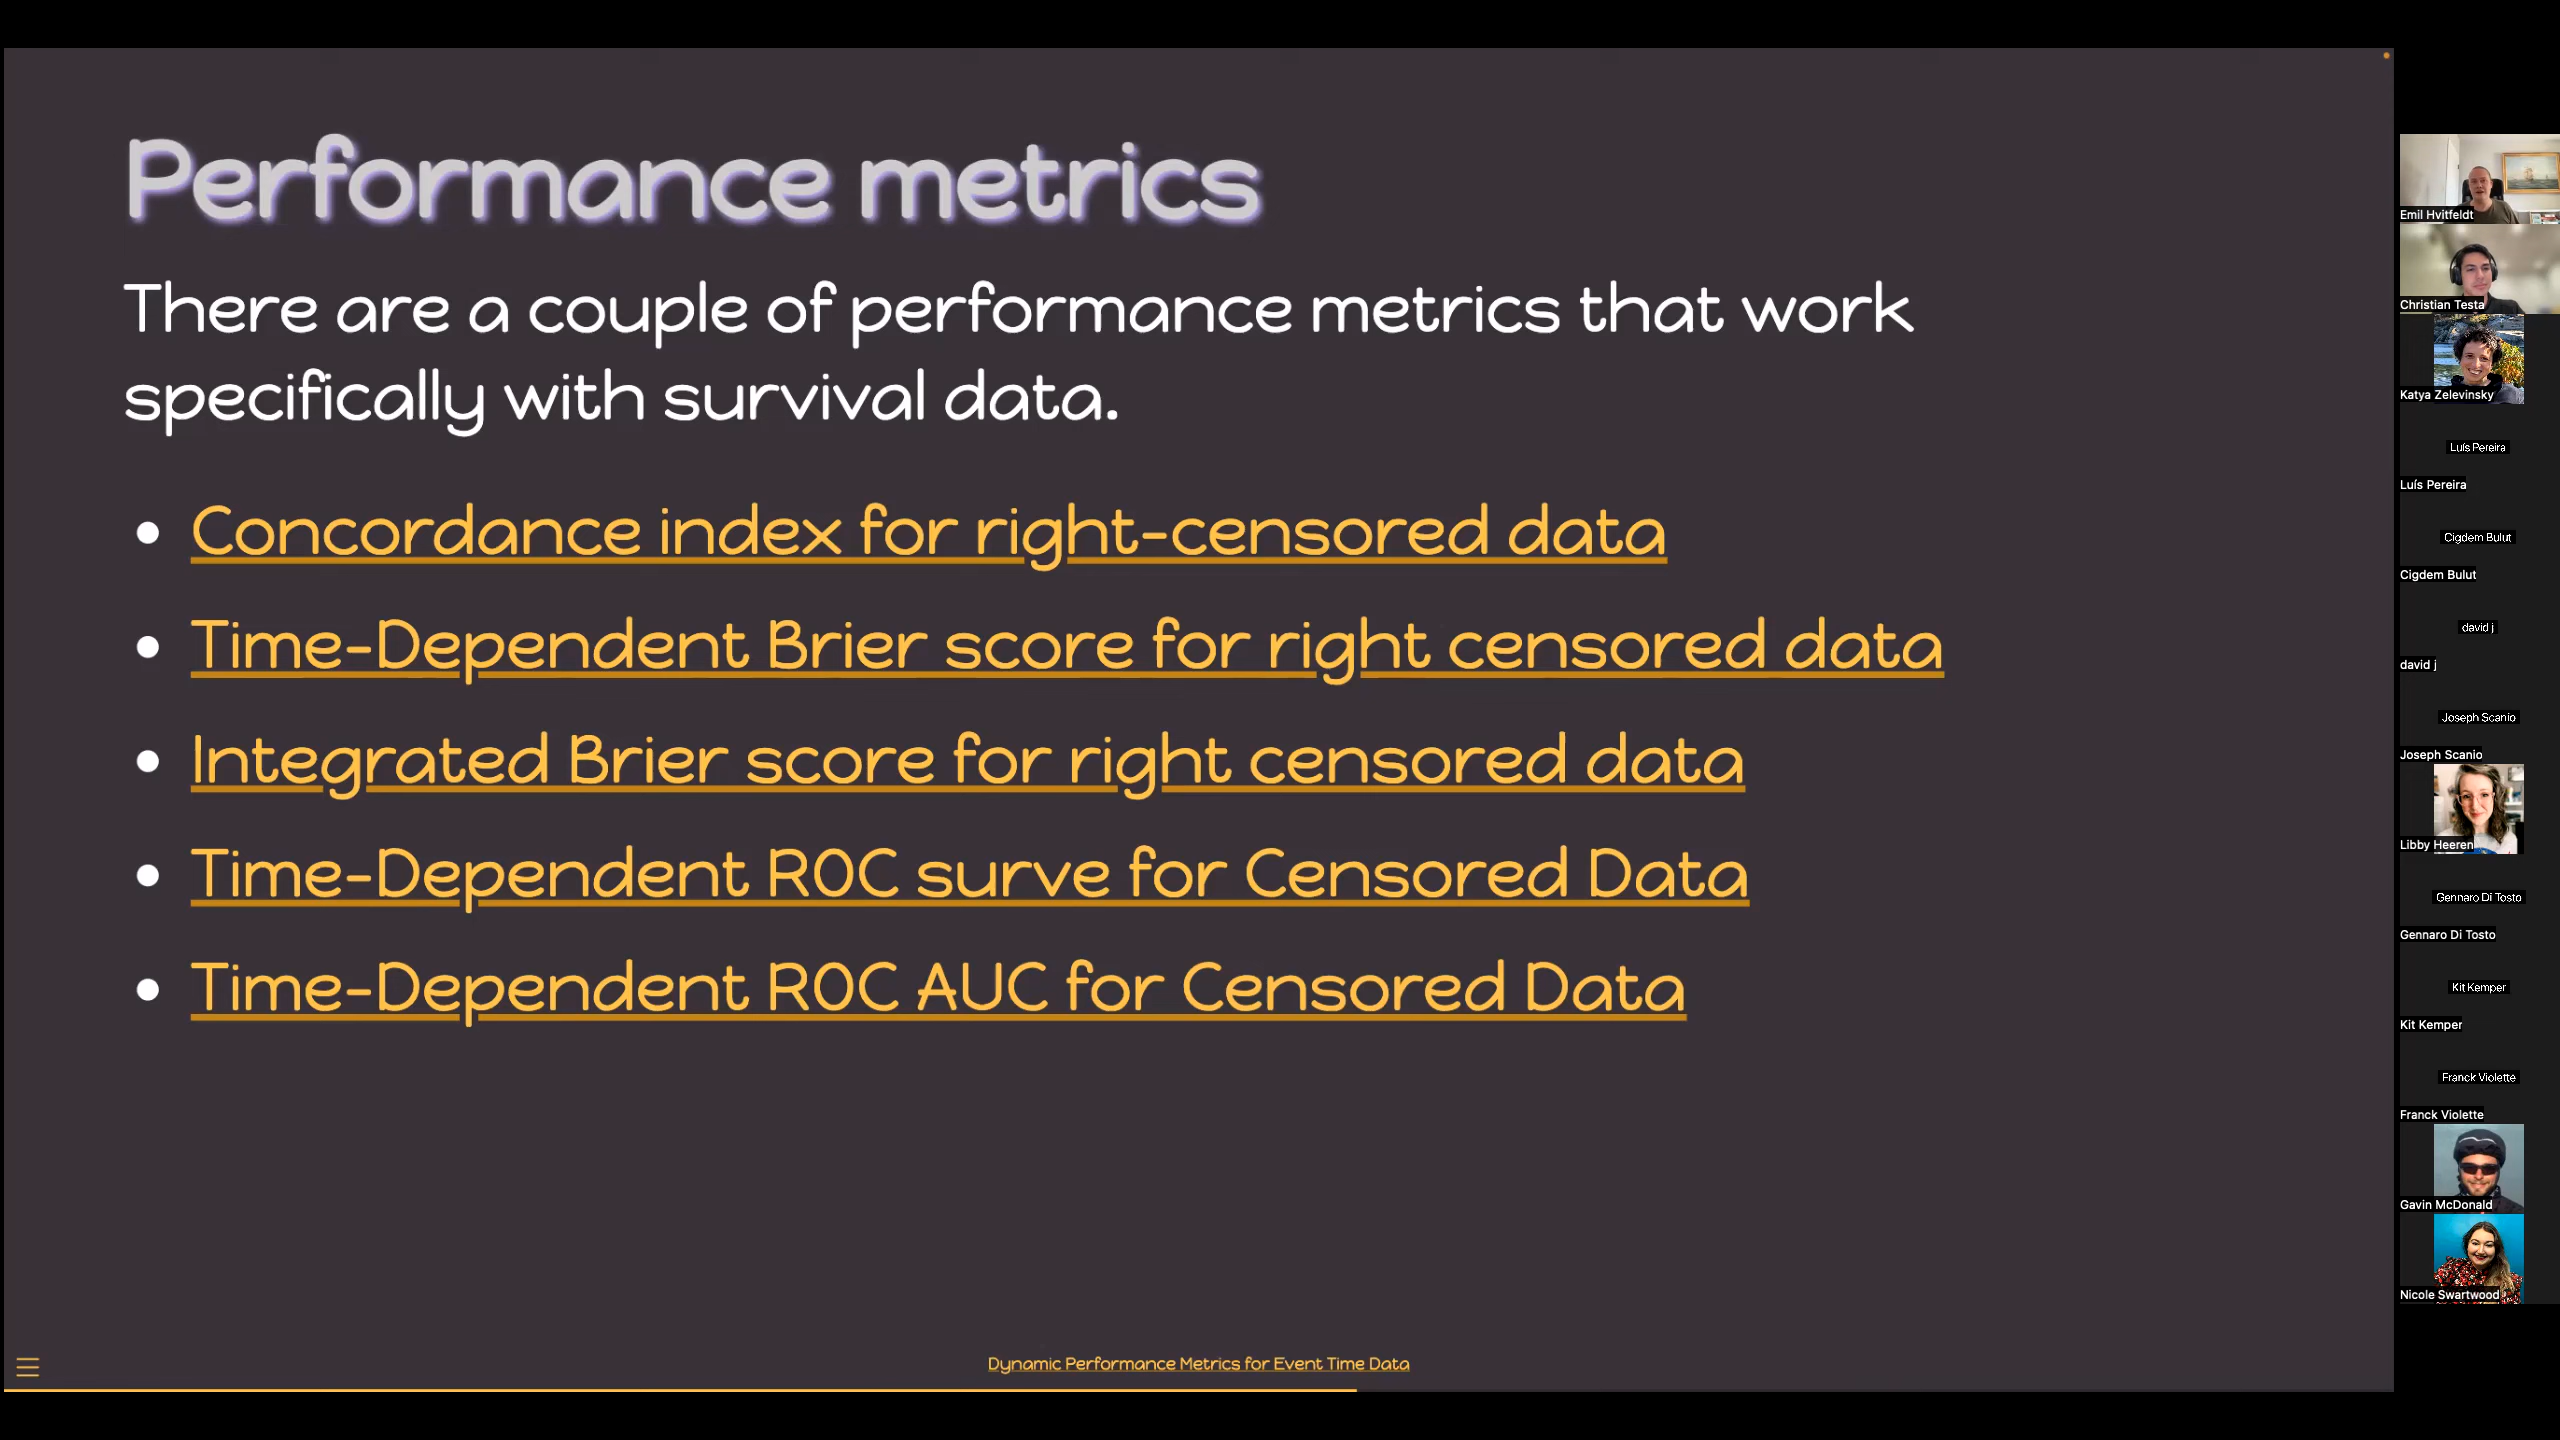 Performance metrics
There are a couple of performance metrics that work
specifically with survival data.
Concordance index for right-censored data
Time-Dependent Brier score for right censored data
Integrated Brier score for right censored data
Time-Dependent ROC surve for Censored Data
Time-Dependent ROC AUC for Censored Data
Dynamic Performance Metrics for Event Time Data
Emil Hvitfeldt
Christian Testa
Katya Zelevinsky
Luís Pereira
Luís Pereira
Cigdem Bulut
Cigdem Bulut
david j
david j
Joseph Scanio
Joseph Scanio
Libby Heeren
Gennaro Di Tosto
Gennaro Di Tosto
Kit Kemper
Kit Kemper
Franck Violette
Franck Violette
Gavin McDonald
Nicole Swartwood